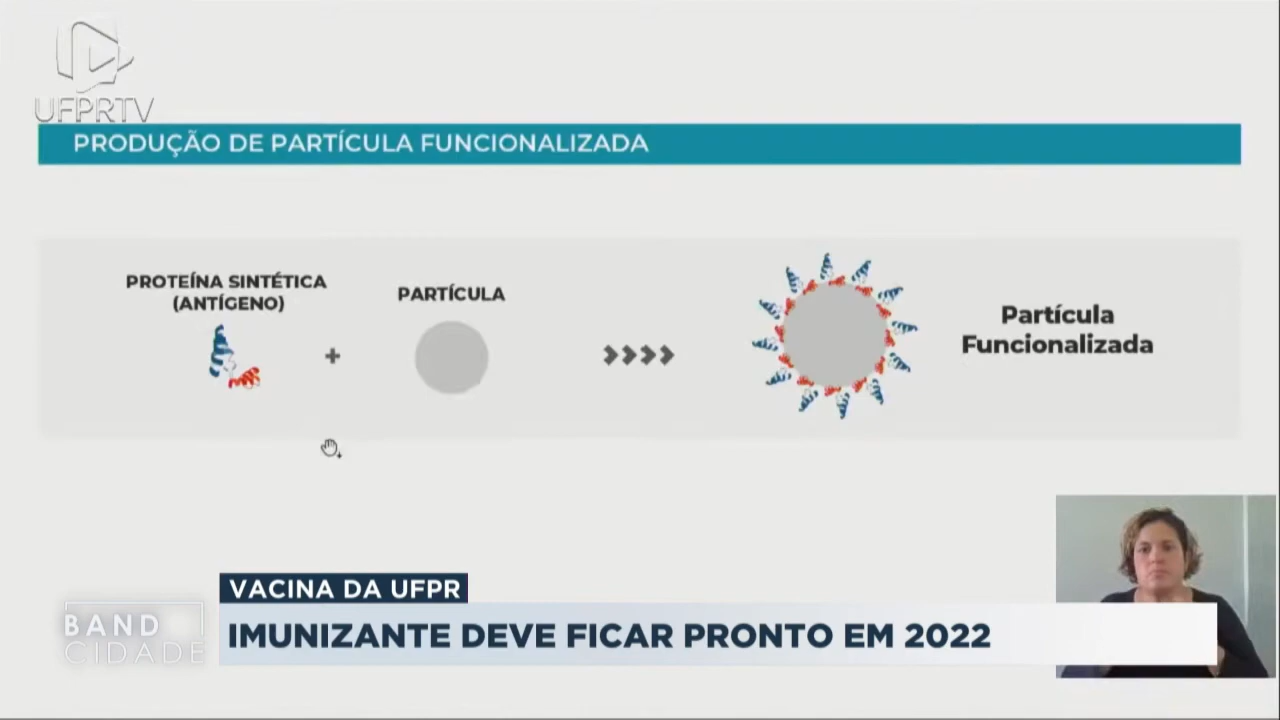 UFPRTV
PRODUÇÃO DE PARTÍCULA FUNCIONALIZADA
PROTEÍNA SINTÉTICA
(ANTÍGENO)
+
PARTÍCULA
Partícula
Funcionalizada
VACINA DA UFPR
IMUNIZANTE DEVE FICAR PRONTO EM 2022
BAND
CIDADE